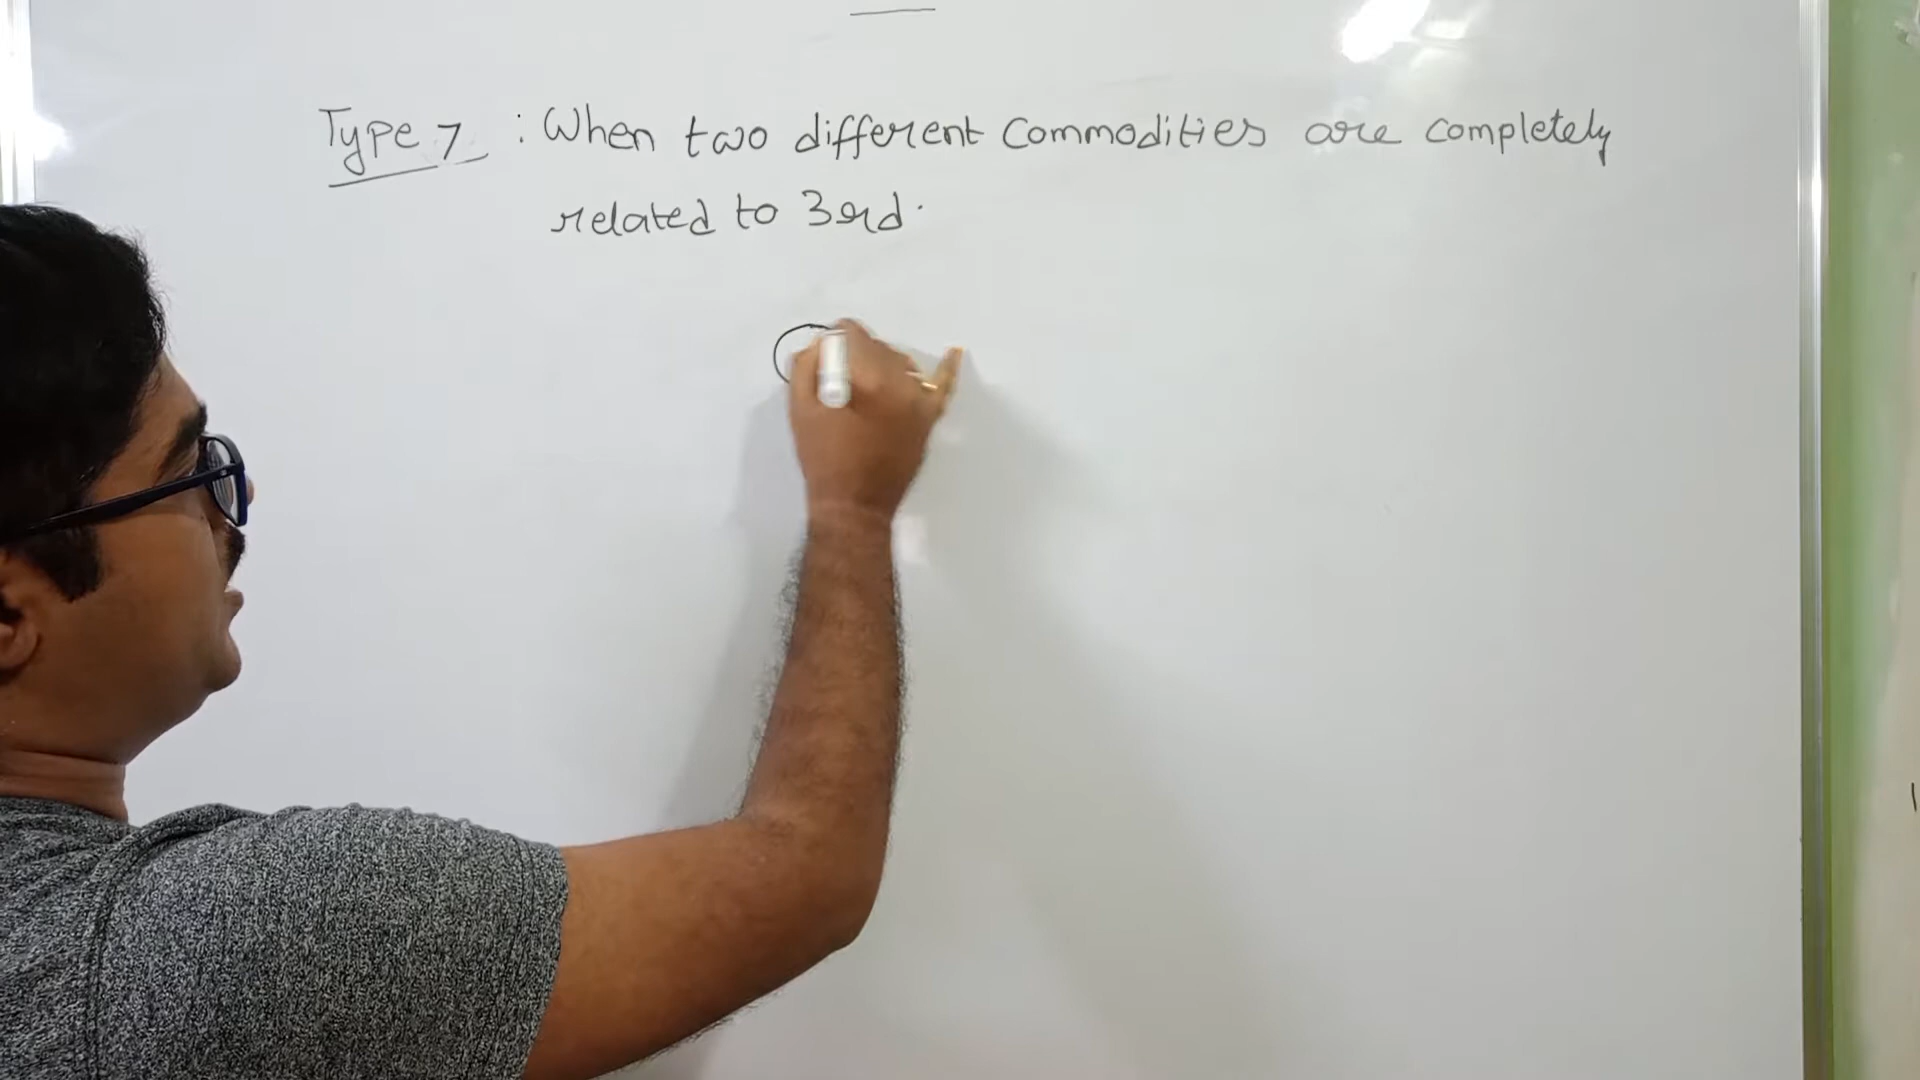 Type 7 : When two different Commodities are completely
related to 3rd.